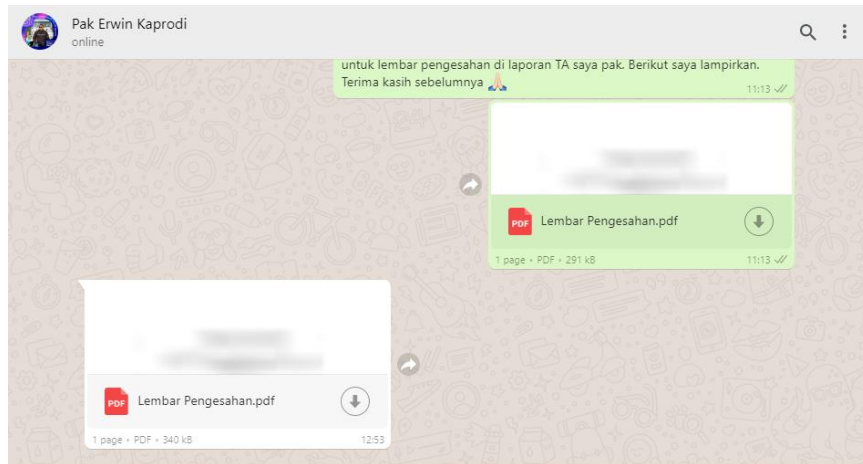 Pak Erwin Kaprodi
online
untuk lembar pengesahan di laporan TA saya pak. Berikut saya lampirkan.
Terima kasih sebelumnya 🙏🏻
11:13
PDF
Lembar Pengesahan.pdf
1 page • PDF • 291 kB
11:13
PDF
Lembar Pengesahan.pdf
1 page • PDF • 340 kB
12:53